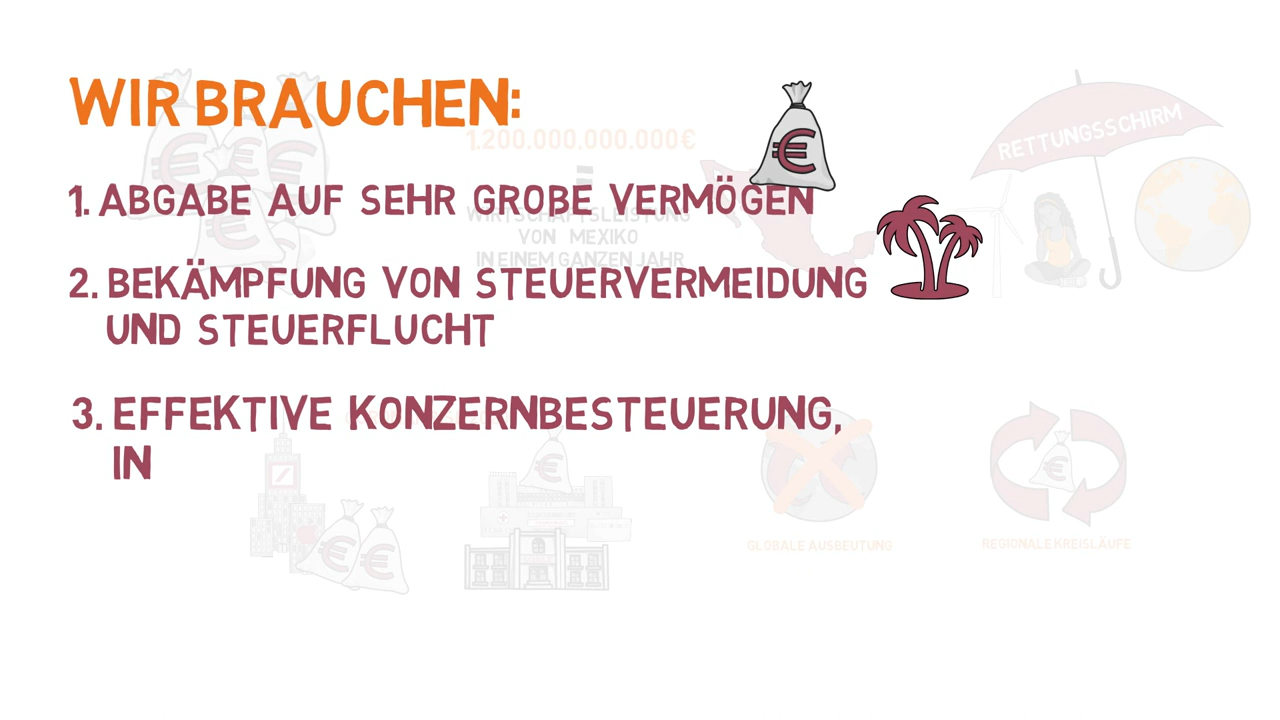 WIR BRAUCHEN:
1.200.000.000.000€
=
WIRTSCHAFTSLEISTUNG
VON MEXIKO
IN EINEM GANZEN JAHR
RETTUNGSSCHIRM
1. ABGABE AUF SEHR GROßE VERMÖGEN
2. BEKÄMPFUNG VON STEUERVERMEIDUNG
UND STEUERFLUCHT
3. EFFEKTIVE KONZERNBESTEUERUNG,
IN
GLOBALE AUSBEUTUNG
REGIONALE KREISLÄUFE